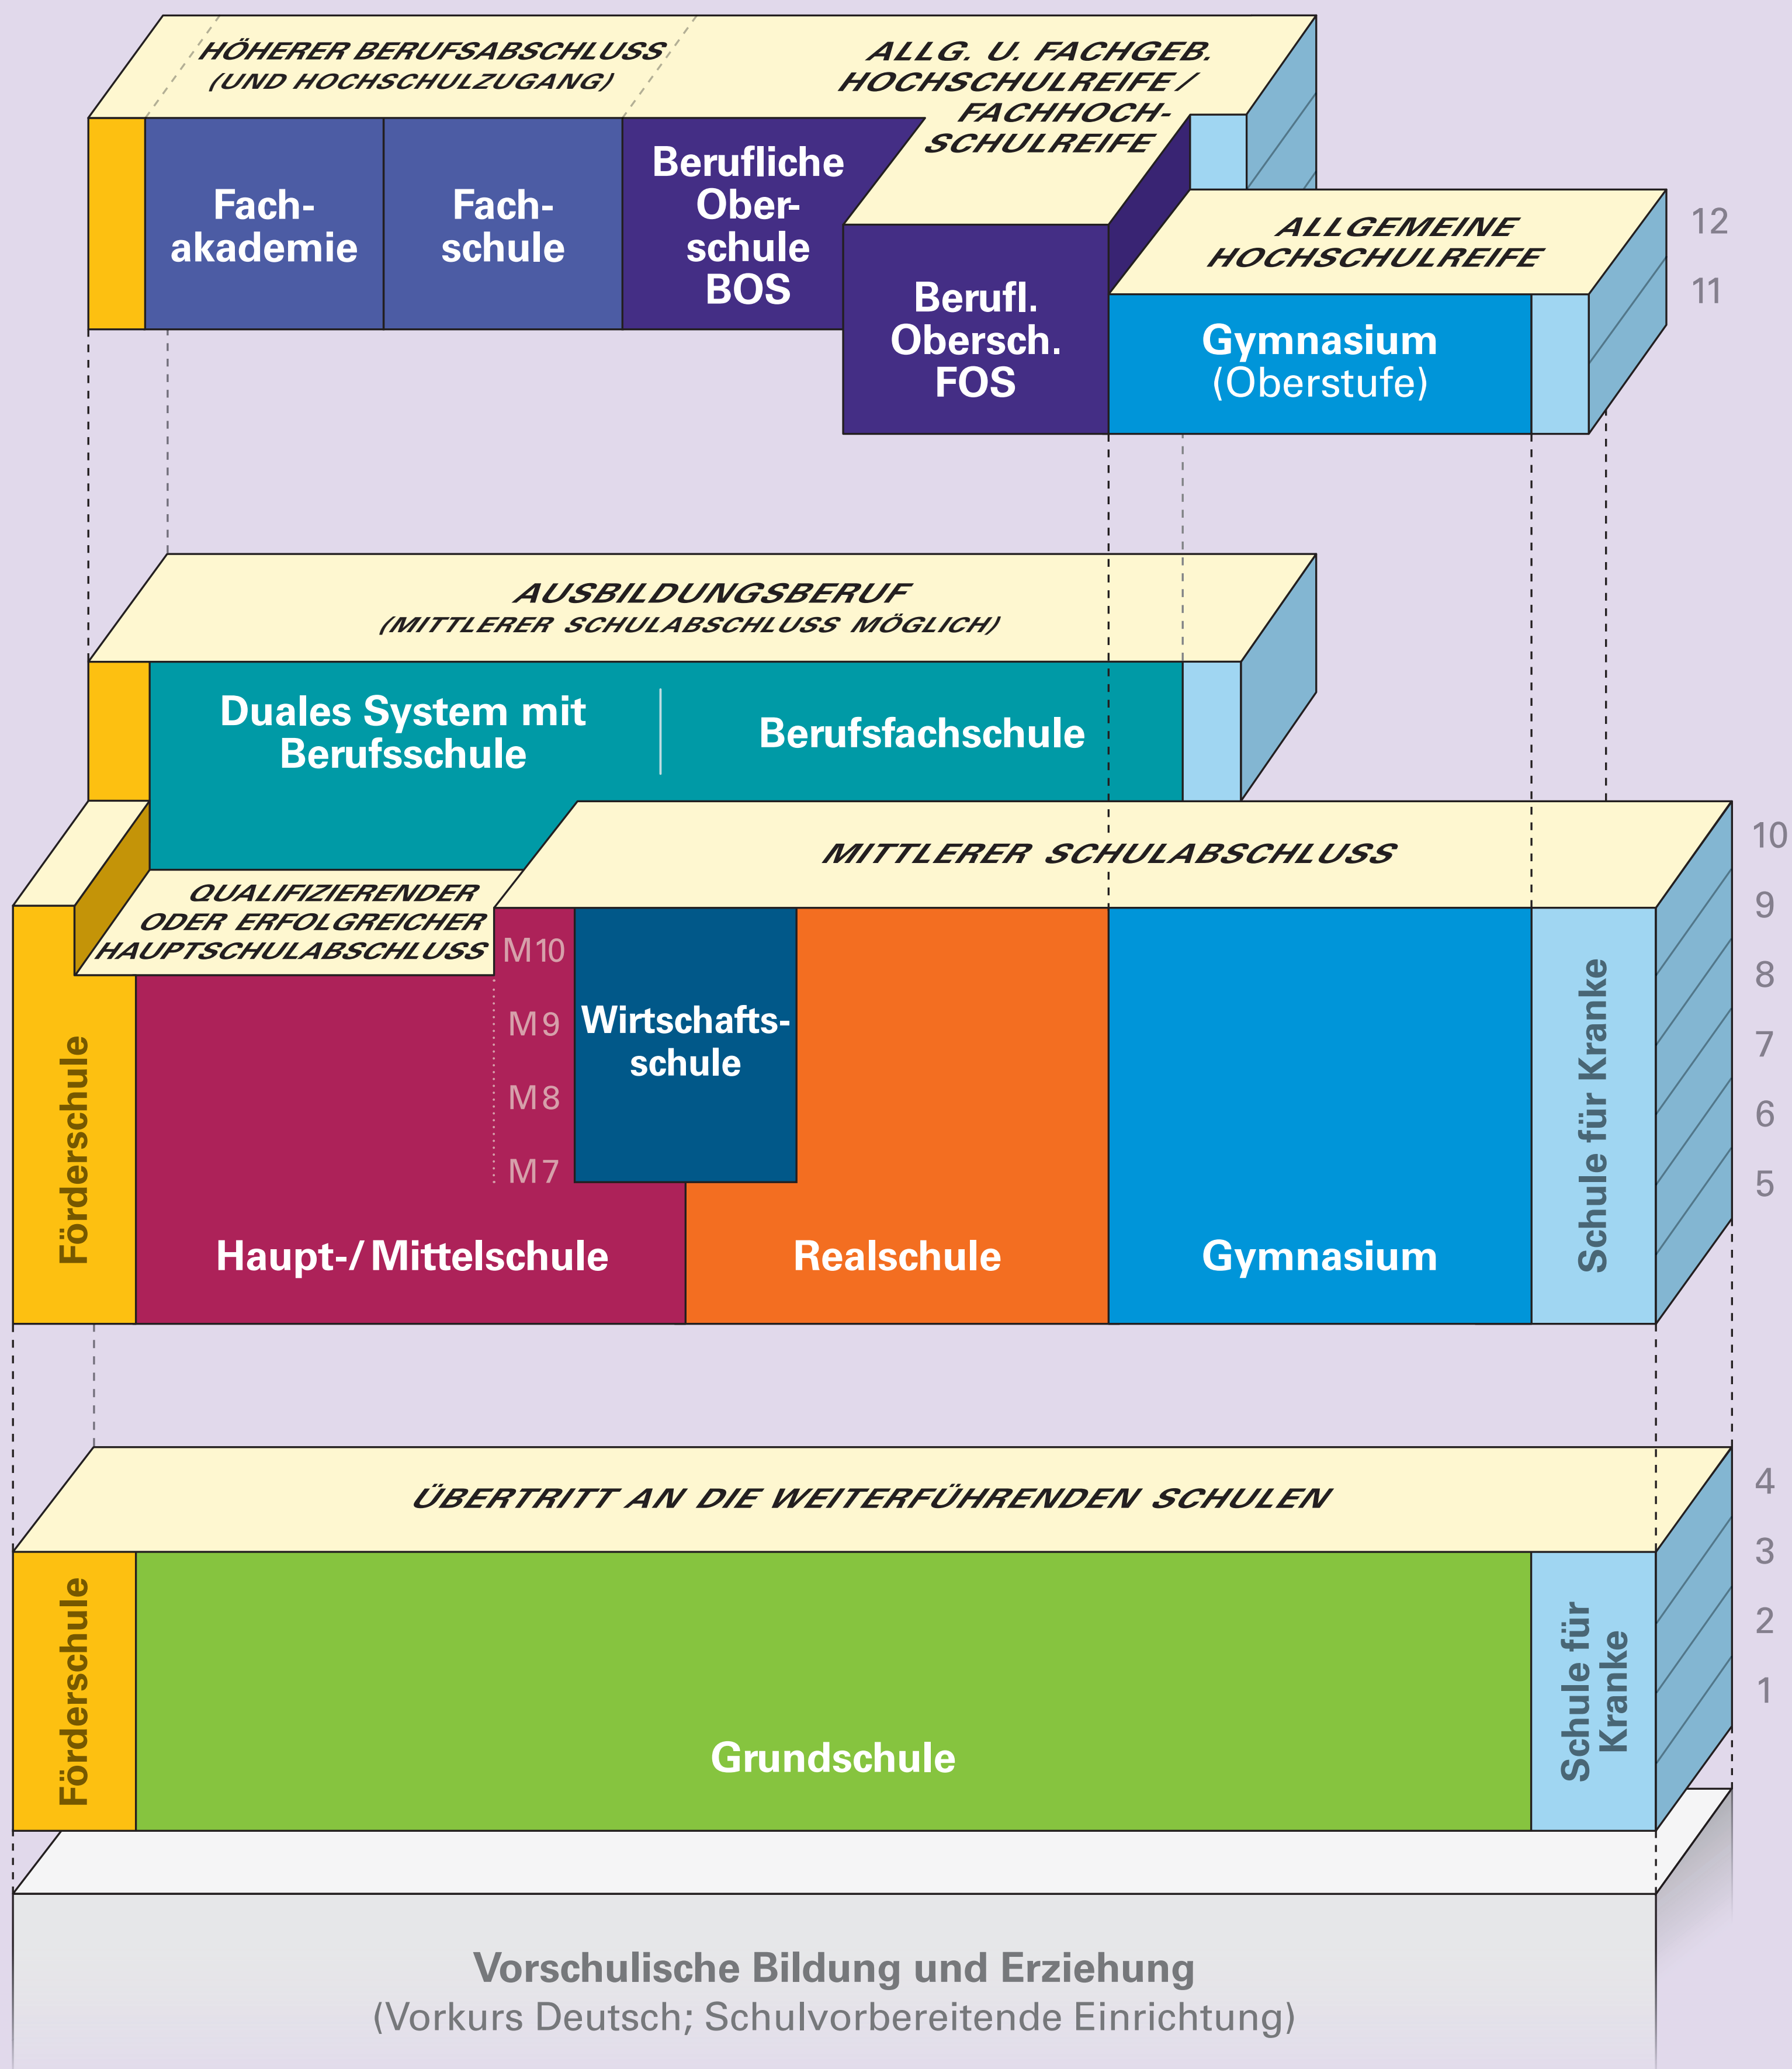 HÖHERER BERUFSABSCHLUSS
(UND HOCHSCHULZUGANG)
ALLG. U. FACHGEB.
HOCHSCHULREIFE /
FACHHOCH-
SCHULREIFE
Fach-
akademie
Fach-
schule
Berufliche
Ober-
schule
BOS
Berufl.
Obersch.
FOS
ALLGEMEINE
HOCHSCHULREIFE
Gymnasium
(Oberstufe)
12
11
AUSBILDUNGSBERUF
(MITTLERER SCHULABSCHLUSS MÖGLICH)
Duales System mit
Berufsschule
Berufsfachschule
MITTLERER SCHULABSCHLUSS
QUALIFIZIERENDER
ODER ERFOLGREICHER
HAUPTSCHULABSCHLUSS
M10
M9
M8
M7
Wirtschafts-
schule
Förderschule
Haupt-/Mittelschule
Realschule
Gymnasium
Schule für Kranke
10
9
8
7
6
5
ÜBERTRITT AN DIE WEITERFÜHRENDEN SCHULEN
Förderschule
Grundschule
Schule für
Kranke
4
3
2
1
Vorschulische Bildung und Erziehung
(Vorkurs Deutsch; Schulvorbereitende Einrichtung)